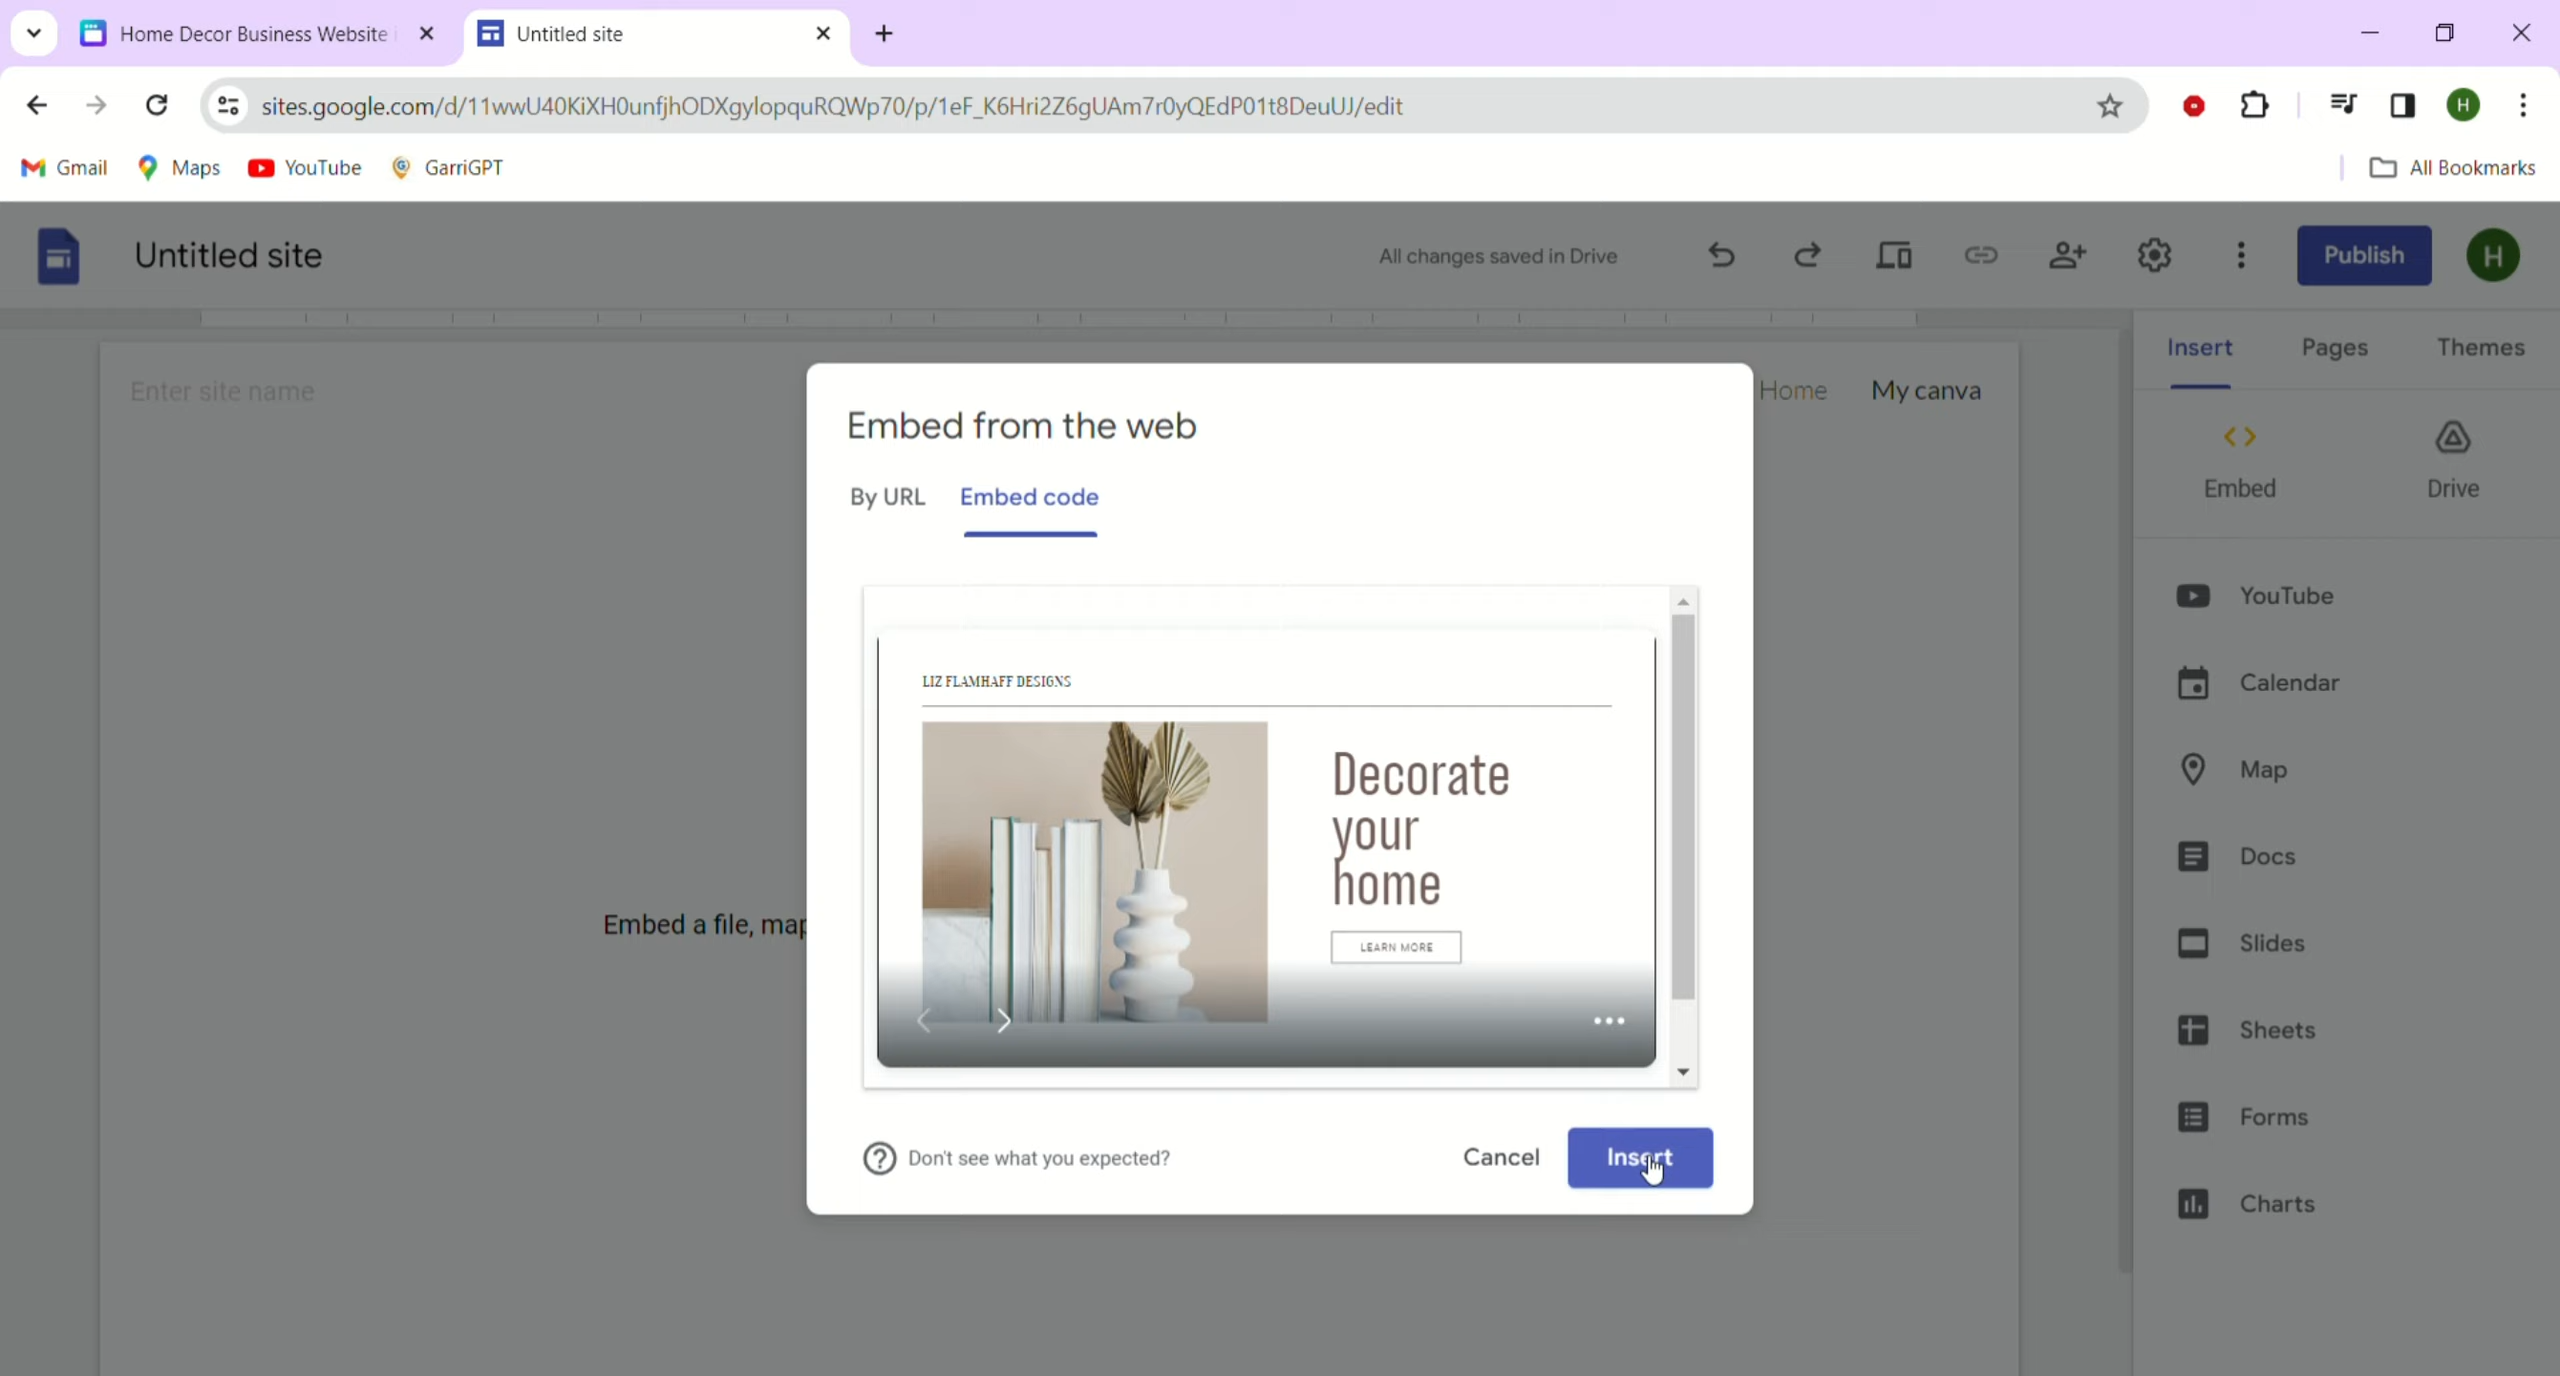 Home Decor Business Website
Untitled site
sites.google.com/d/11wwU40KiXH0unfjhODXgylopquRQWp70/p/1eF_K6Hri2Z6gUAm7r0yQEdP01t8DeuUJ/edit
H
Gmail
Maps
YouTube
GarriGPT
All Bookmarks
Untitled site
All changes saved in Drive
Publish
H
Insert
Pages
Themes
Enter site name
Home
My canva
Embed from the web
By URL
Embed code
LIZ FLAMHAFF DESIGNS
Decorate
your
home
LEARN MORE
Embed a file, map
Don't see what you expected?
Cancel
Insert
Embed
Drive
YouTube
Calendar
Map
Docs
Slides
Sheets
Forms
Charts